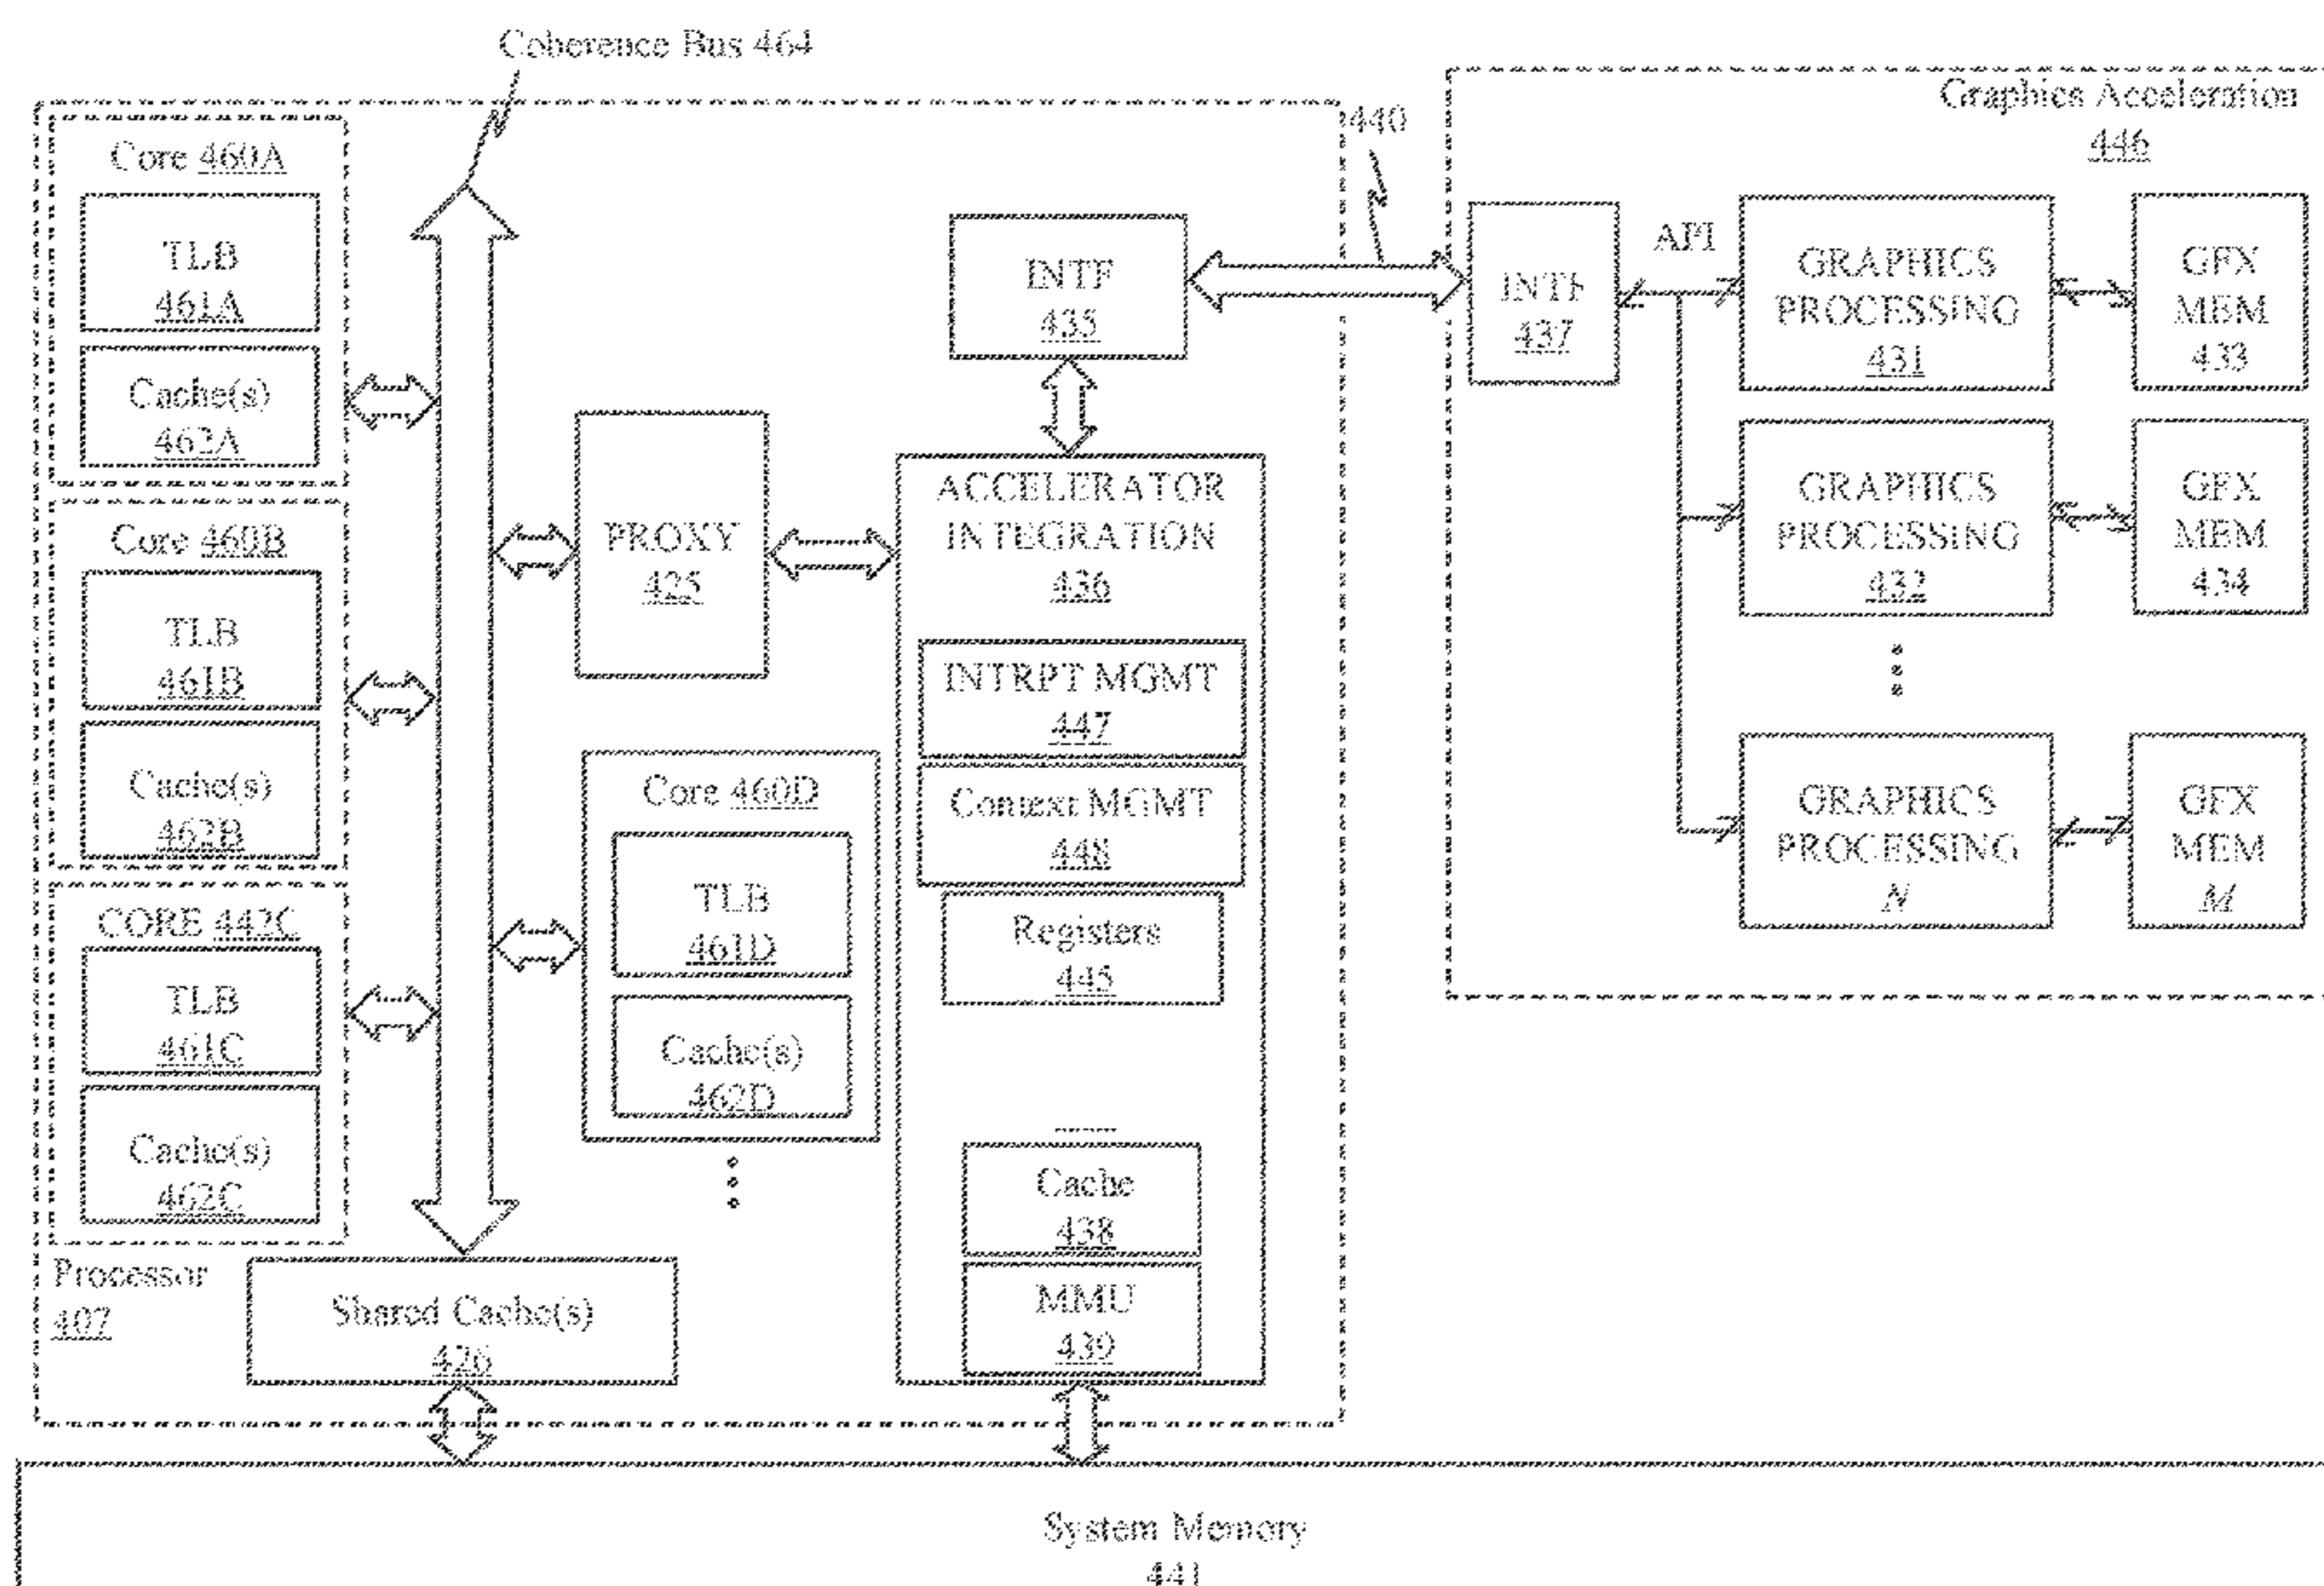 Coherence Bus 464
Core 460A
TLB
461A
Cache(s)
462A
Core 460B
TLB
461B
Cache(s)
462B
CORE 442C
TLB
461C
Cache(s)
462C
Processor
407
Shared Cache(s)
426
PROXY
425
Core 460D
TLB
461D
Cache(s)
462D
INTF
435
ACCELERATOR
INTEGRATION
436
INTRPT MGMT
447
Context MGMT
448
Registers
445
Cache
438
MMU
439
440
Graphics Acceleration
446
INTF
437
API
GRAPHICS
PROCESSING
431
GFX
MEM
433
GRAPHICS
PROCESSING
432
GFX
MEM
434
GRAPHICS
PROCESSING
N
GFX
MEM
M
System Memory
441